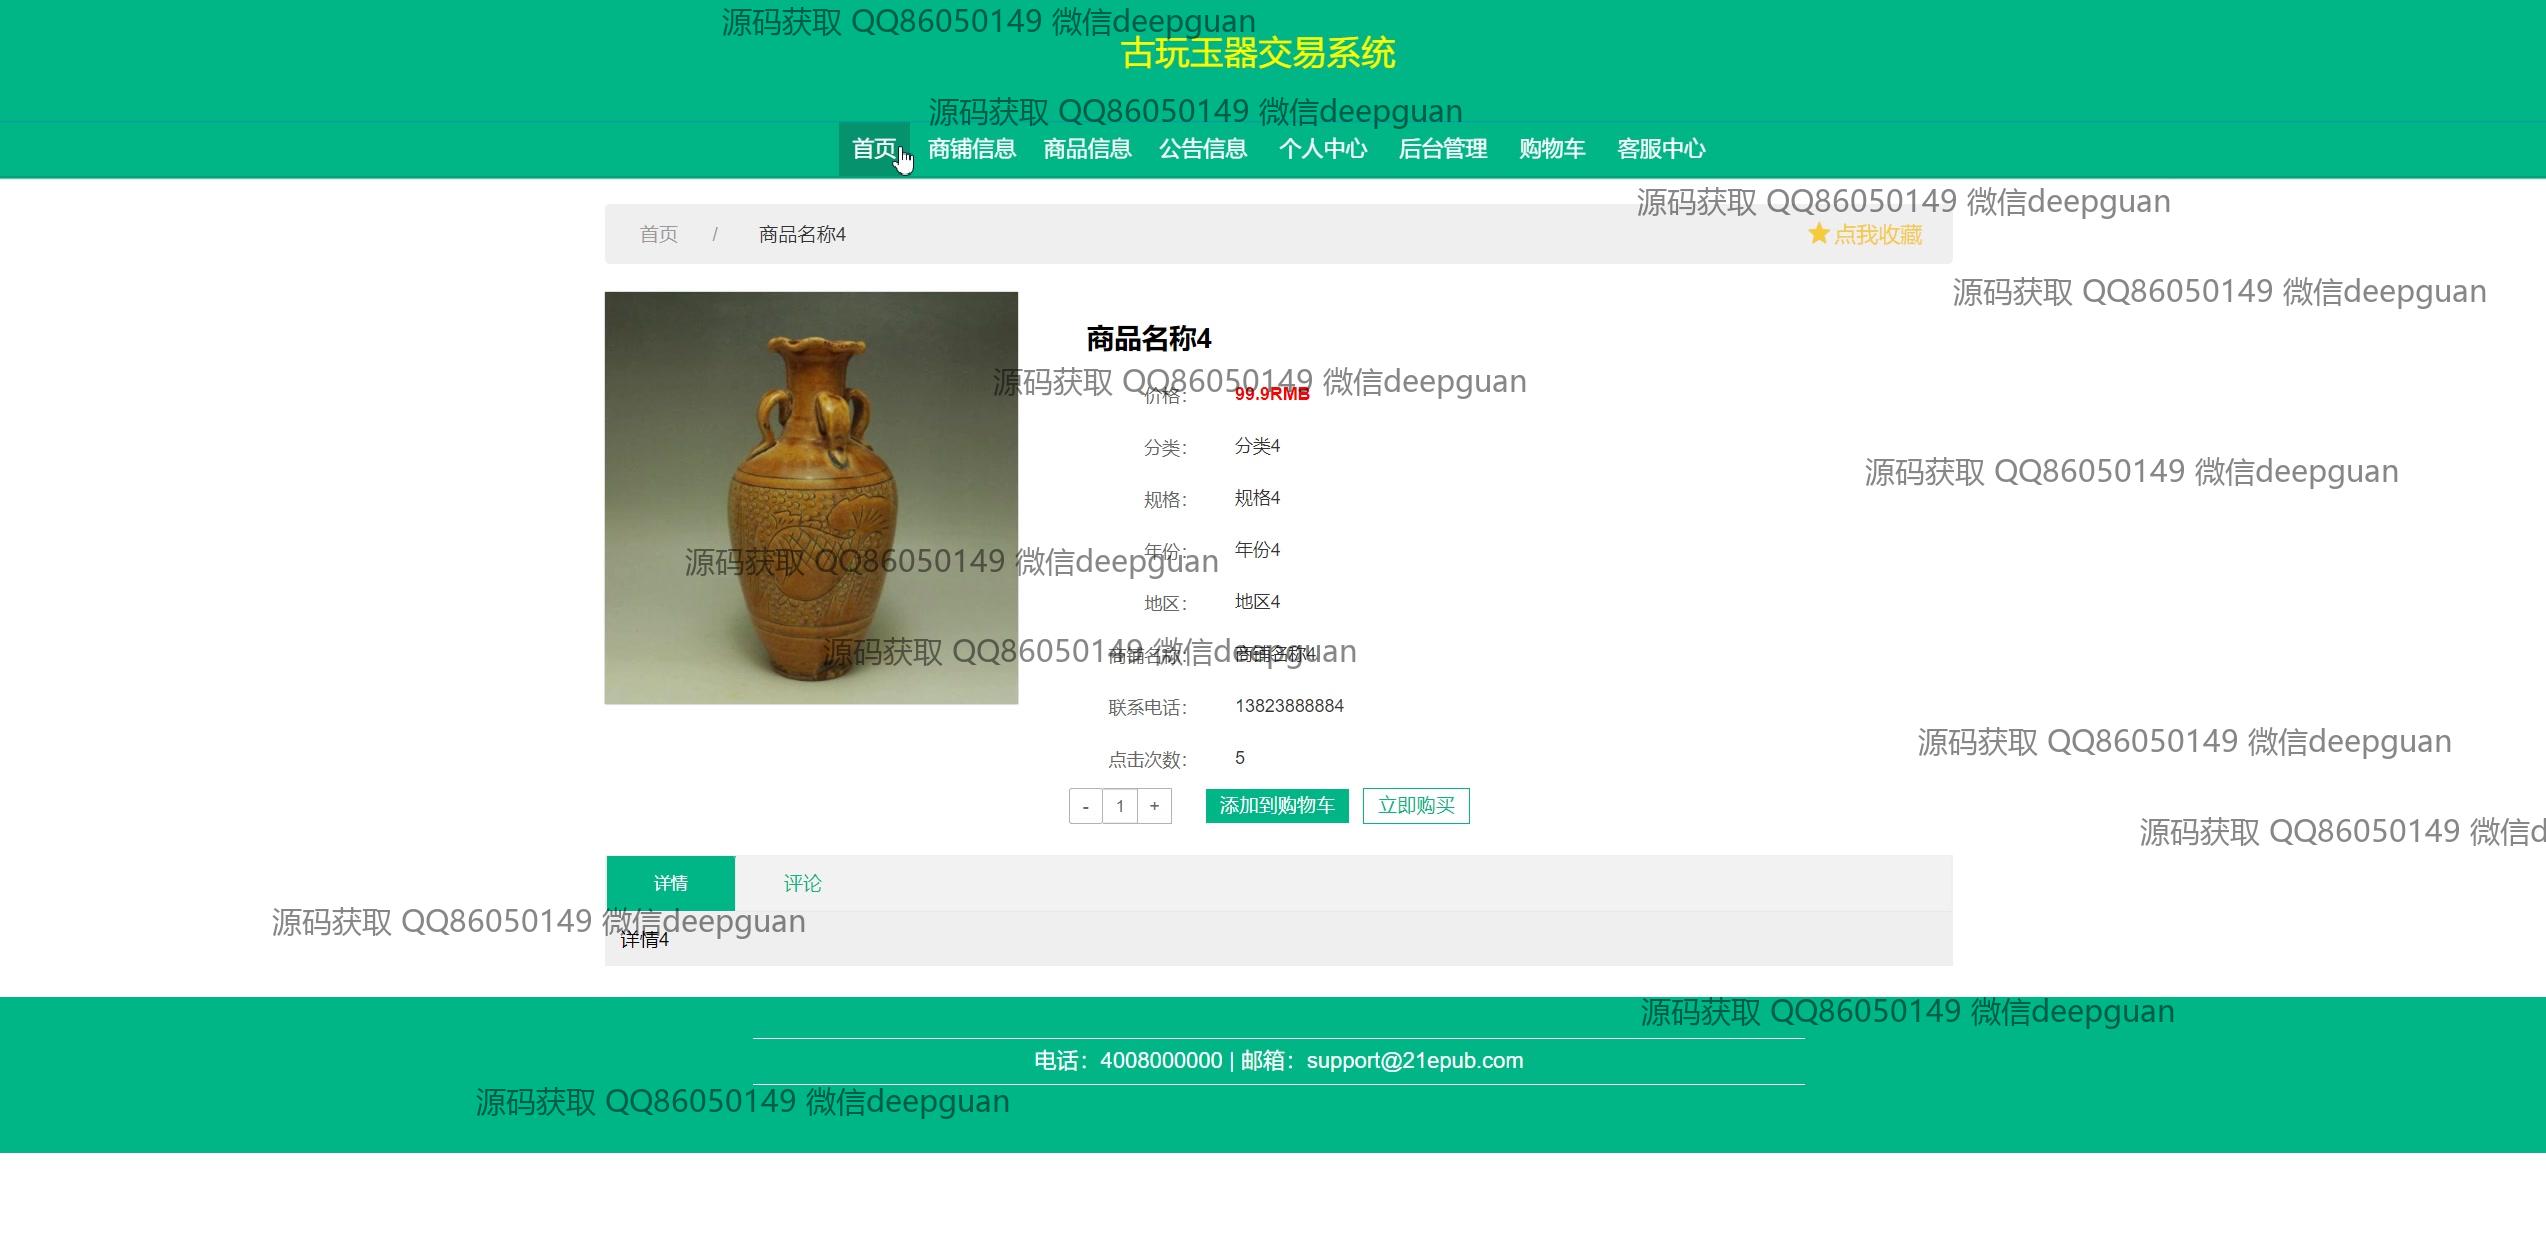 源码获取 QQ86050149 微信deepguan
古玩玉器交易系统
源码获取 QQ86050149 微信deepguan
首页 商铺信息 商品信息 公告信息 个人中心 后台管理 购物车 客服中心
源码获取 QQ86050149 微信deepguan
首页 / 商品名称4 点我收藏
源码获取 QQ86050149 微信deepguan
商品名称4
源码获取 QQ86050149 微信deepguan
价格： 99.9RMB
分类： 分类4
源码获取 QQ86050149 微信deepguan
规格： 规格4
年份： 年份4
源码获取 QQ86050149 微信deepguan
地区： 地区4
源码获取 QQ86050149 微信deepguan
商铺名称： 商铺名称4
联系电话： 13823888884
源码获取 QQ86050149 微信deepguan
点击次数： 5
- 1 + 添加到购物车 立即购买
源码获取 QQ86050149 微信d
详情 评论
源码获取 QQ86050149 微信deepguan
详情4
源码获取 QQ86050149 微信deepguan
电话：4008000000 | 邮箱：support@21epub.com
源码获取 QQ86050149 微信deepguan